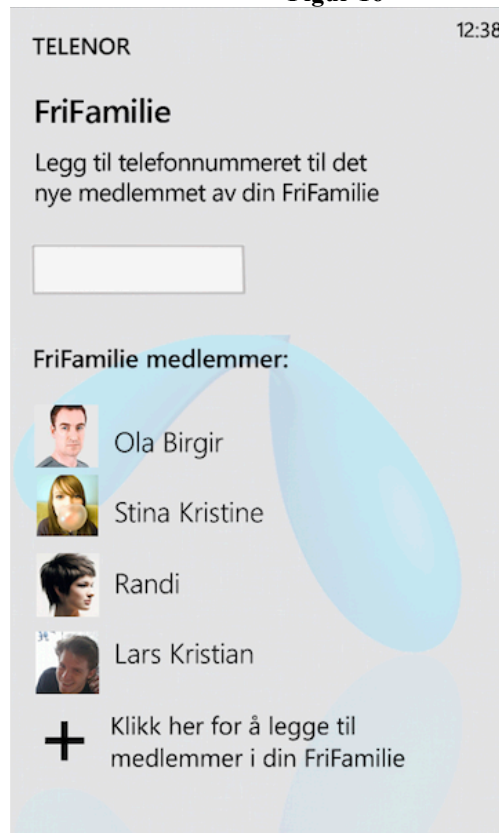 12:38
TELENOR
FriFamilie
Legg til telefonnummeret til det
nye medlemmet av din FriFamilie
FriFamilie medlemmer:
Ola Birgir
Stina Kristine
Randi
Lars Kristian
Klikk her for å legge til
medlemmer i din FriFamilie